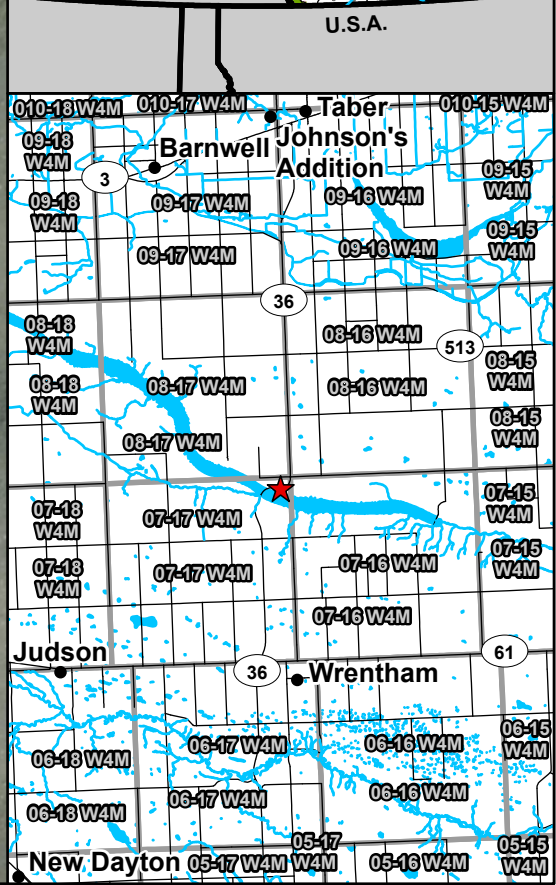 U.S.A.
010-18 W4M
010-17 W4M
010-15 W4M
Taber
Johnson's
Addition
Barnwell
09-18
W4M
3
09-15
W4M
09-18
W4M
09-17 W4M
09-16 W4M
09-15
W4M
09-17 W4M
09-16 W4M
36
08-18
W4M
08-16 W4M
513
08-18
W4M
08-17 W4M
08-16 W4M
08-15
W4M
08-17 W4M
08-15
W4M
07-18
W4M
07-17 W4M
07-15
W4M
07-18
W4M
07-17 W4M
07-16 W4M
07-15
W4M
07-16 W4M
Judson
36
Wrentham
61
06-18 W4M
06-17 W4M
06-16 W4M
06-15
W4M
06-18 W4M
06-17 W4M
06-16 W4M
New Dayton
05-17 W4M
05-17
W4M
05-16 W4M
05-15
W4M